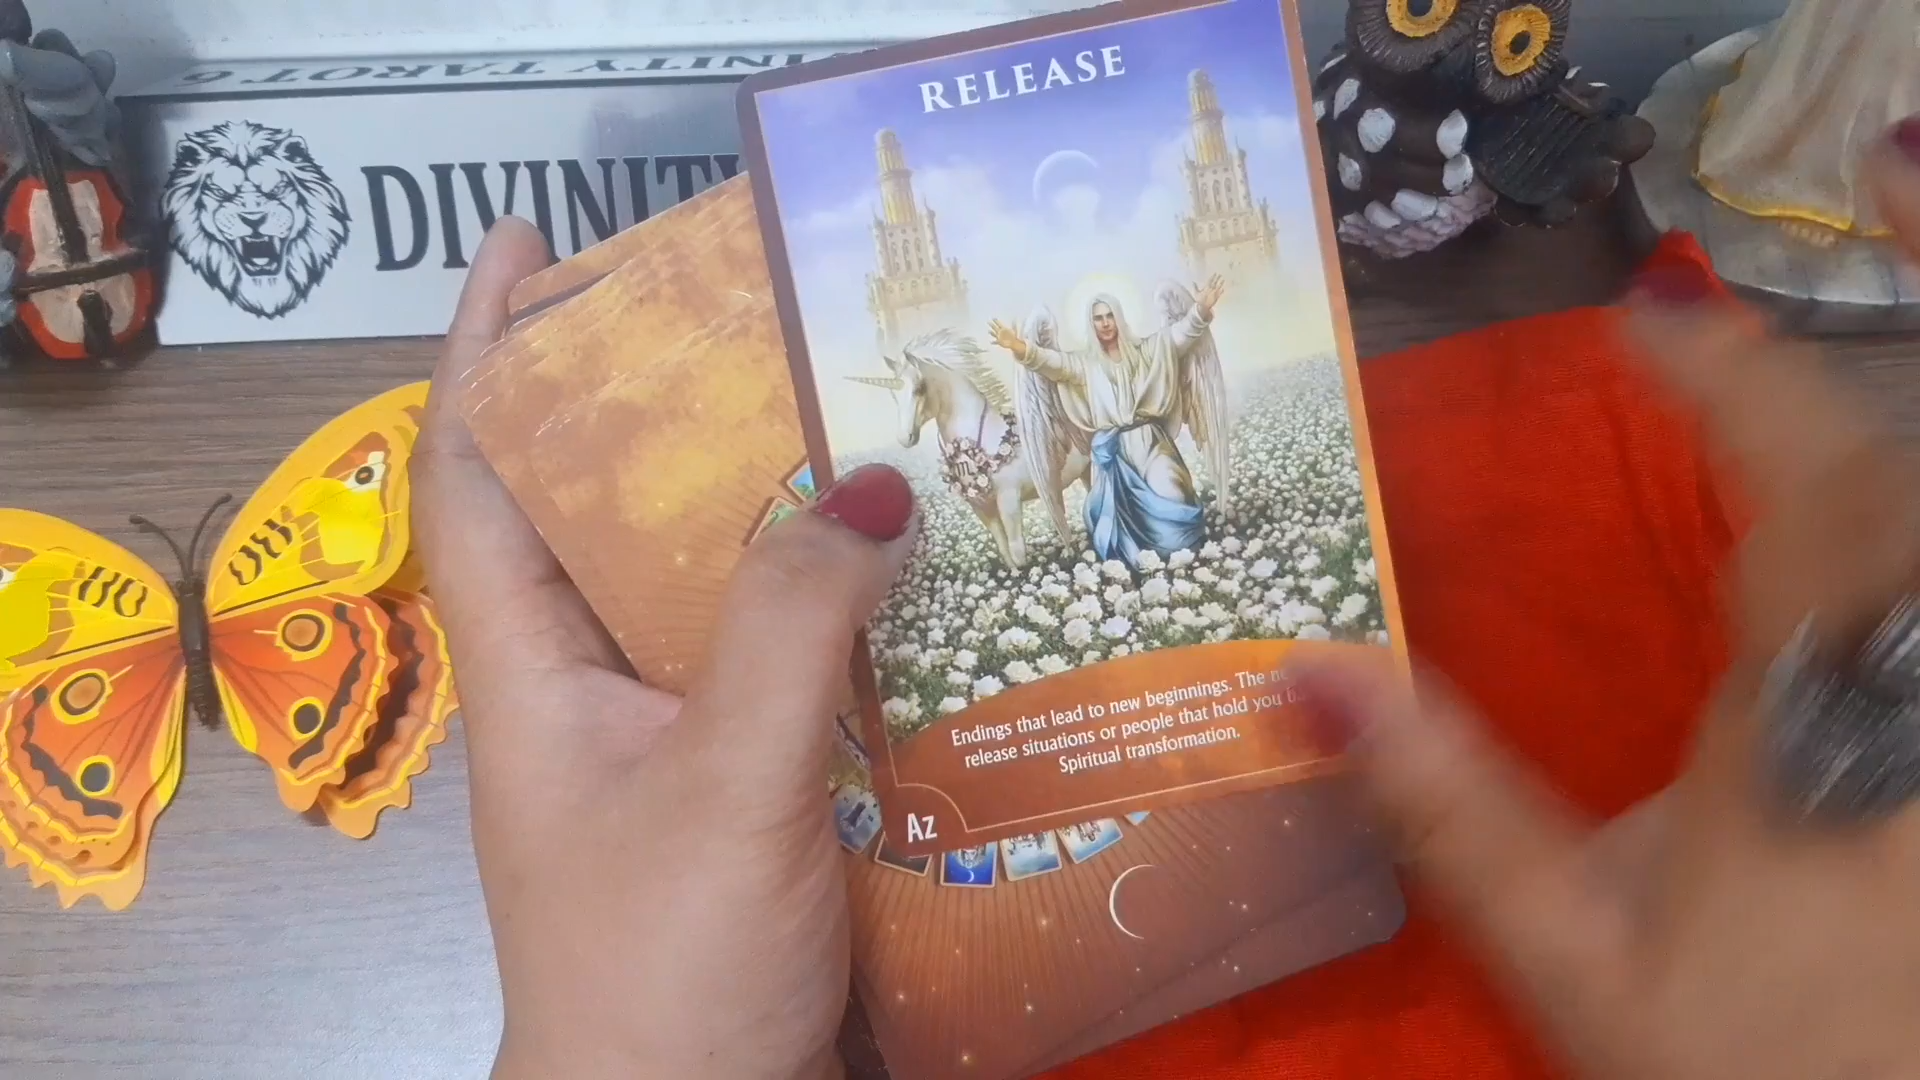 DIVINITY TAROT 6
DIVINITY
RELEASE
Endings that lead to new beginnings. The
release situations or people that hold you
Spiritual transformation.
Az